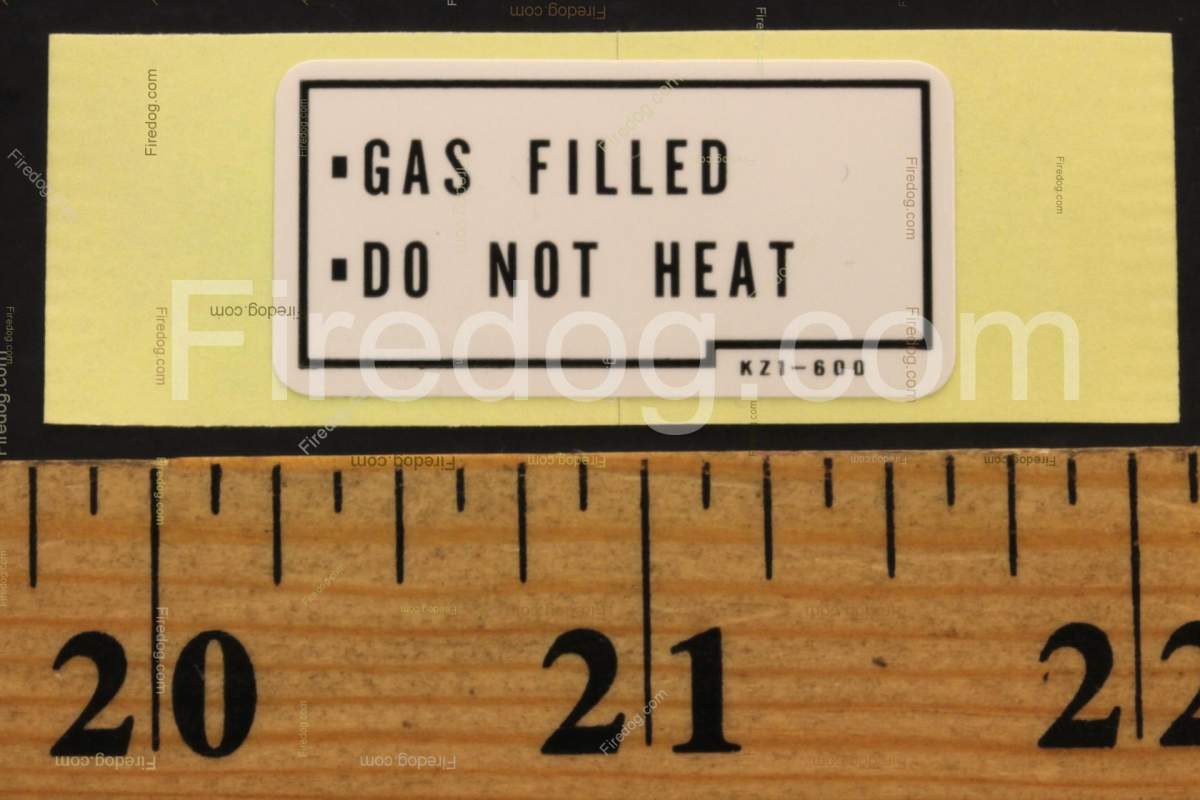 ▪GAS FILLED
▪DO NOT HEAT
KZ1-600
Firedog.com
20 21 22